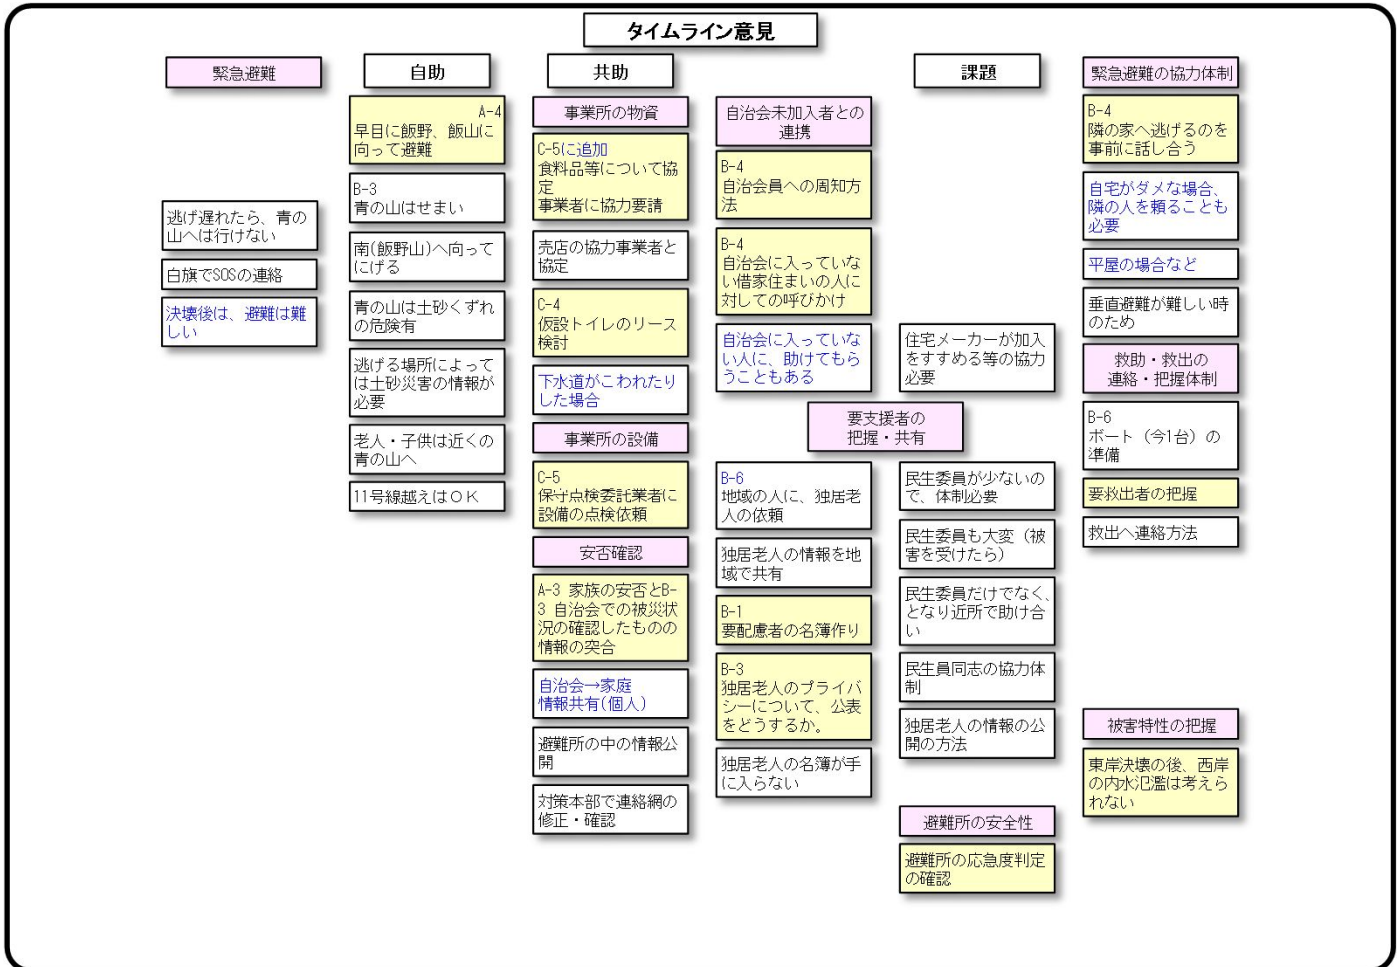 タイムライン意見
緊急避難
逃げ遅れたら、青の
山へは行けない
白旗でSOSの連絡
決壊後は、避難は難
しい
自助
A-4
早目に飯野、飯山に
向って避難
B-3
青の山はせまい
南(飯野山)へ向って
にげる
青の山は土砂くずれ
の危険有
逃げる場所によって
は土砂災害の情報が
必要
老人・子供は近くの
青の山へ
11号線越えはOK
共助
事業所の物資
C-5に追加
食料品等について協
定
事業者に協力要請
売店の協力事業者と
協定
C-4
仮設トイレのリース
検討
下水道がこわれたり
した場合
事業所の設備
C-5
保守点検委託業者に
設備の点検依頼
安否確認
A-3 家族の安否とB-
3 自治会での被災状
況の確認したものの
情報の突合
自治会→家庭
情報共有(個人)
避難所の中の情報公
開
対策本部で連絡網の
修正・確認
自治会未加入者との
連携
B-4
自治会員への周知方
法
B-4
自治会に入っていな
い借家住まいの人に
対しての呼びかけ
自治会に入っていな
い人に、助けてもら
うこともある
要支援者の
把握・共有
B-6
地域の人に、独居老
人の依頼
独居老人の情報を地
域で共有
B-1
要配慮者の名簿作り
B-3
独居老人のプライバ
シーについて、公表
をどうするか。
独居老人の名簿が手
に入らない
課題
住宅メーカーが加入
をすすめる等の協力
必要
民生委員が少ないの
で、体制必要
民生委員も大変（被
害を受けたら）
民生委員だけでなく、
となり近所で助け合
い
民生員同志の協力体
制
独居老人の情報の公
開の方法
避難所の安全性
避難所の応急度判定
の確認
緊急避難の協力体制
B-4
隣の家へ逃げるのを
事前に話し合う
自宅がダメな場合、
隣の人を頼ることも
必要
平屋の場合など
垂直避難が難しい時
のため
救助・救出の
連絡・把握体制
B-6
ボート（今1台）の
準備
要救出者の把握
救出へ連絡方法
被害特性の把握
東岸決壊の後、西岸
の内水氾濫は考えら
れない